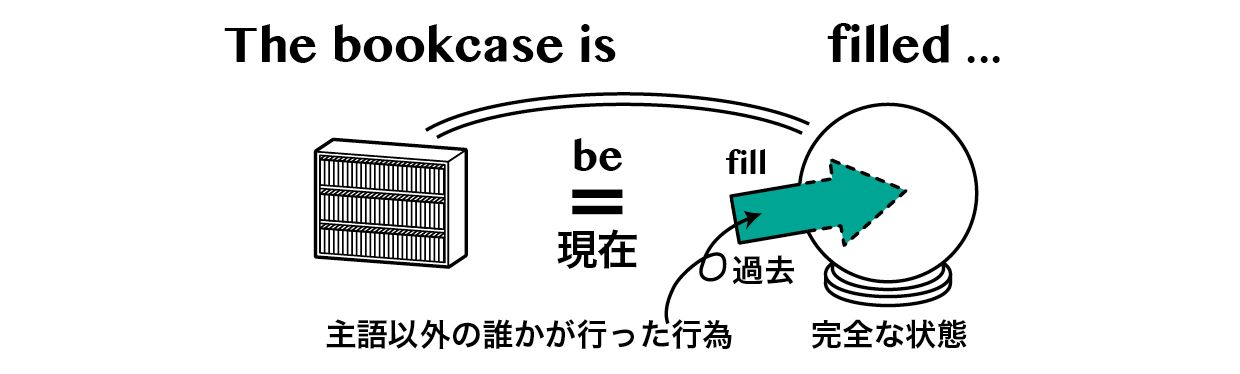 The bookcase is filled ...
be
fill
現在
過去
主語以外の誰かが行った行為
完全な状態